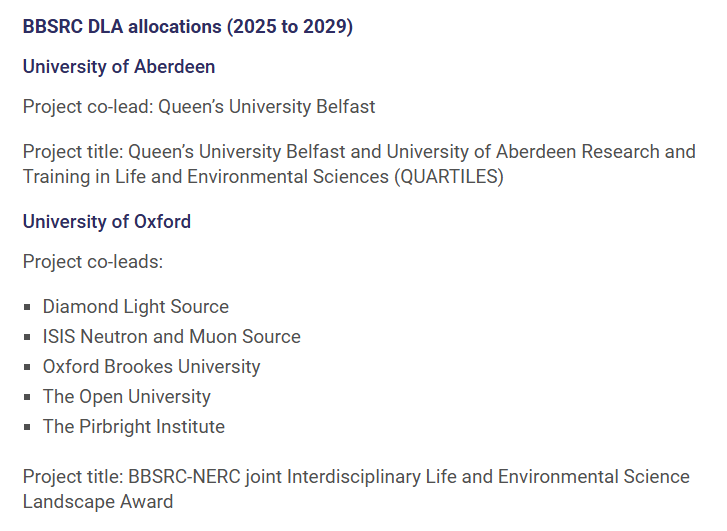 BBSRC DLA allocations (2025 to 2029)
University of Aberdeen
Project co-lead: Queen’s University Belfast
Project title: Queen’s University Belfast and University of Aberdeen Research and
Training in Life and Environmental Sciences (QUARTILES)
University of Oxford
Project co-leads:
▪ Diamond Light Source
▪ ISIS Neutron and Muon Source
▪ Oxford Brookes University
▪ The Open University
▪ The Pirbright Institute
Project title: BBSRC-NERC joint Interdisciplinary Life and Environmental Science
Landscape Award